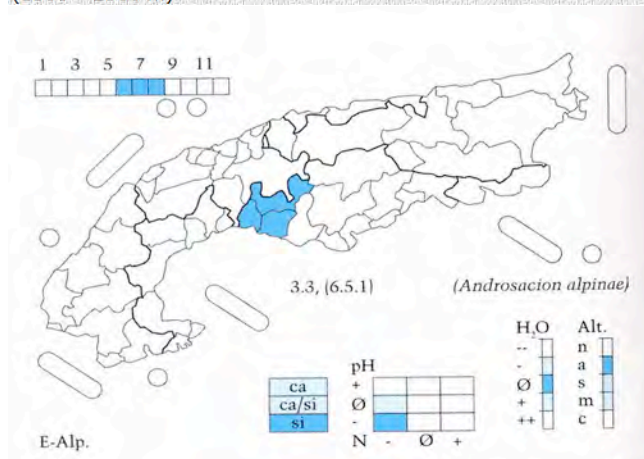 1 3 5 7 9 11
3.3, (6.5.1)
(Androsacion alpinae)
H₂O Alt.
-- n
- a
Ø s
+ m
++ c
pH
ca +
ca/si Ø
si -
N - Ø +
E-Alp.